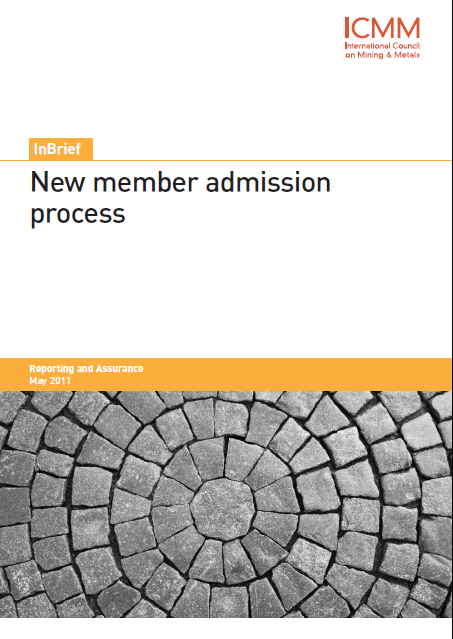 ICMM
International Council
on Mining & Metals
InBrief
New member admission
process
Reporting and Assurance
May 2011